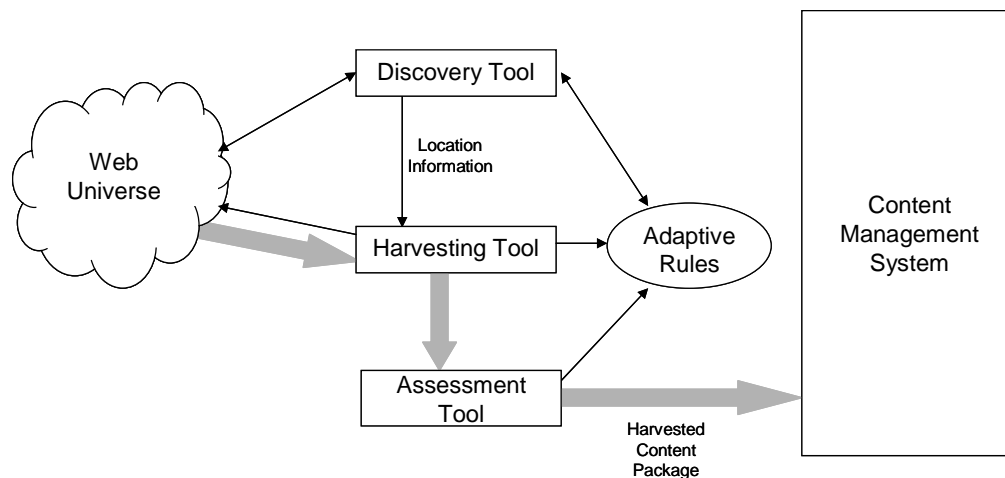 Discovery Tool
Web
Universe
Location
Information
Harvesting Tool
Adaptive
Rules
Content
Management
System
Assessment
Tool
Harvested
Content
Package